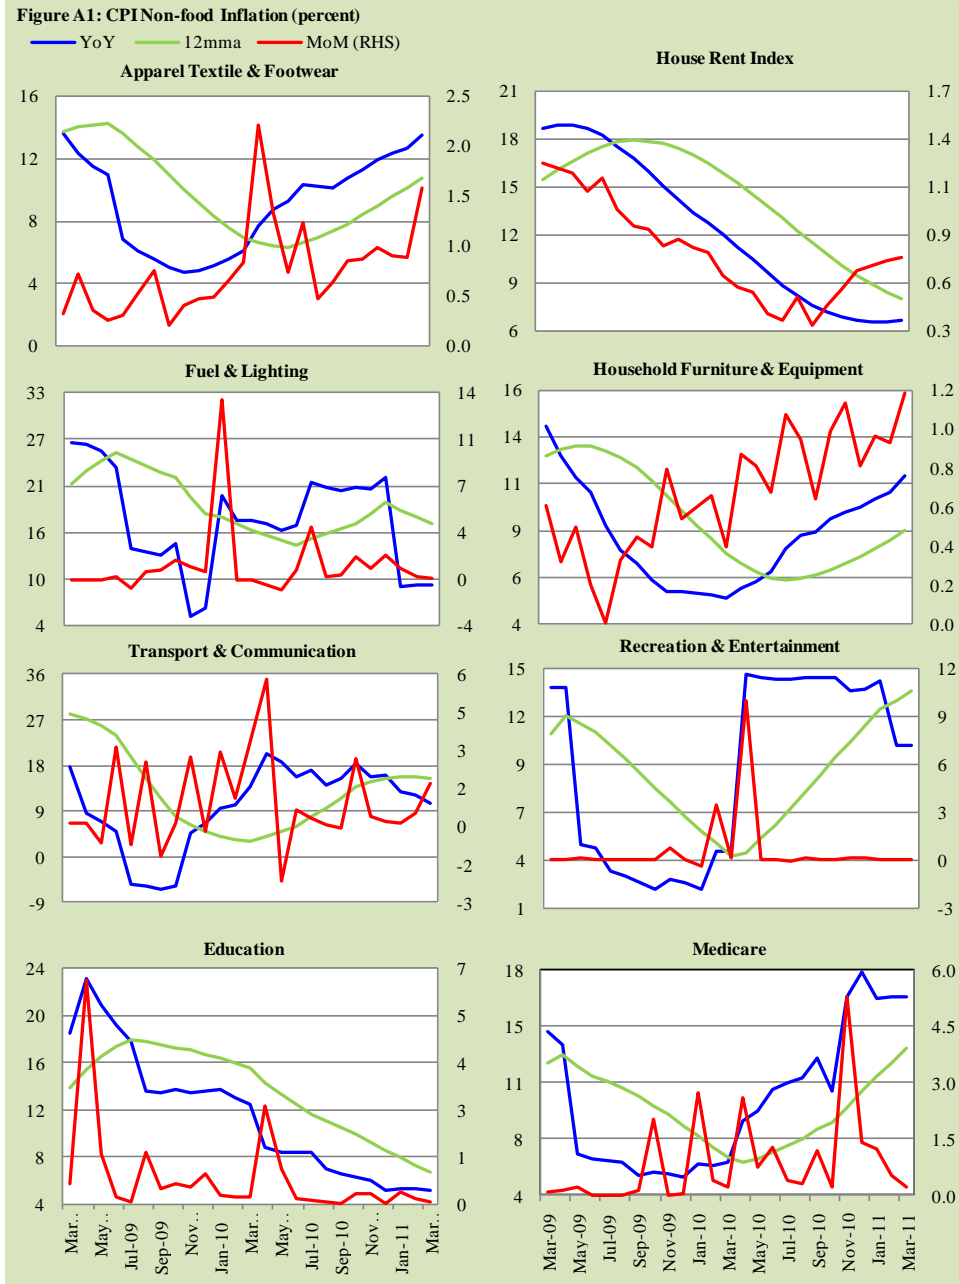 Figure A1: CPI Non-food Inflation (percent)
YoY 12mma MoM (RHS)
Apparel Textile & Footwear
16
12
8
4
0
2.5
2.0
1.5
1.0
0.5
0.0
House Rent Index
21
18
15
12
9
6
1.7
1.4
1.1
0.9
0.6
0.3
Fuel & Lighting
33
27
21
16
10
4
14
11
7
4
0
-4
Household Furniture & Equipment
16
14
11
9
6
4
1.2
1.0
0.8
0.6
0.4
0.2
0.0
Transport & Communication
36
27
18
9
0
-9
6
5
3
2
0
-2
-3
Recreation & Entertainment
15
12
10
7
4
1
12
9
6
3
0
-3
Education
24
20
16
12
8
4
7
5
4
3
1
0
Mar..
May..
Jul-09
Sep-09
Nov..
Jan-10
Mar..
May..
Jul-10
Sep-10
Nov..
Jan-11
Mar..
Medicare
18
15
11
8
4
6.0
4.5
3.0
1.5
0.0
Mar-09
May-09
Jul-09
Sep-09
Nov-09
Jan-10
Mar-10
May-10
Jul-10
Sep-10
Nov-10
Jan-11
Mar-11